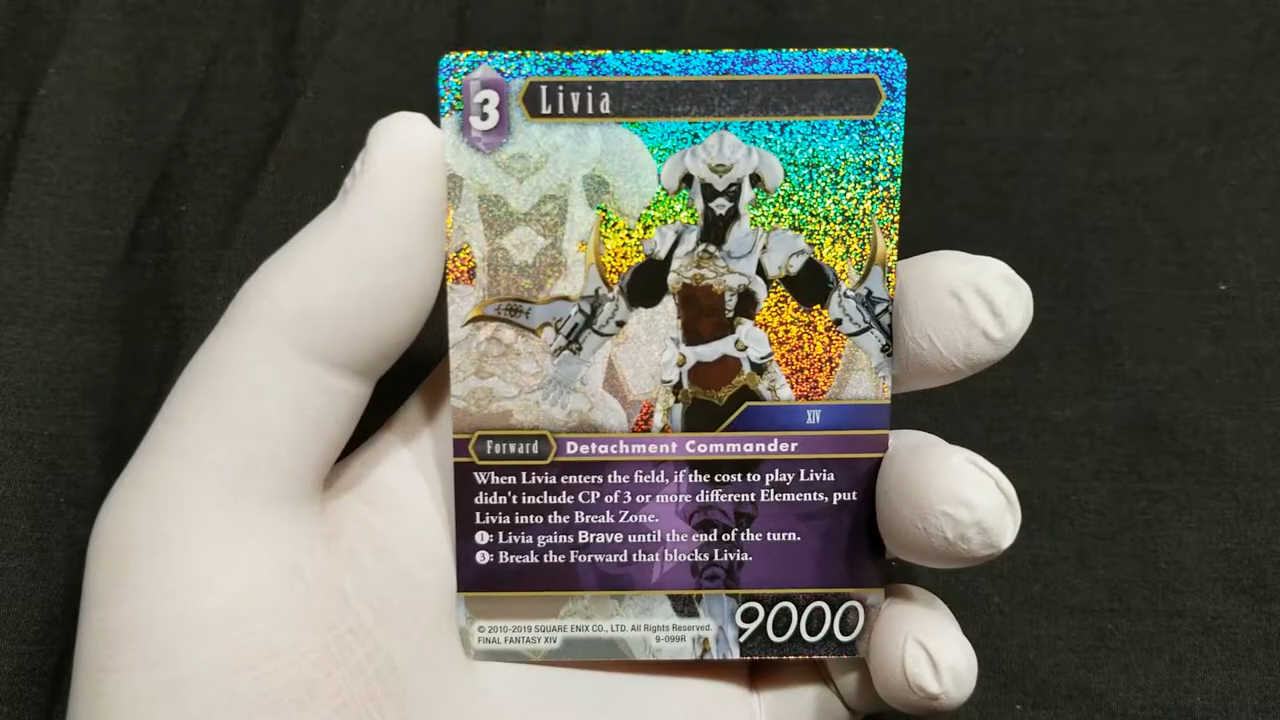 3
Livia
XIV
Forward Detachment Commander
When Livia enters the field, if the cost to play Livia
didn't include CP of 3 or more different Elements, put
Livia into the Break Zone.
①: Livia gains Brave until the end of the turn.
③: Break the Forward that blocks Livia.
© 2010-2019 SQUARE ENIX CO., LTD. All Rights Reserved.
FINAL FANTASY XIV 9-099R
9000